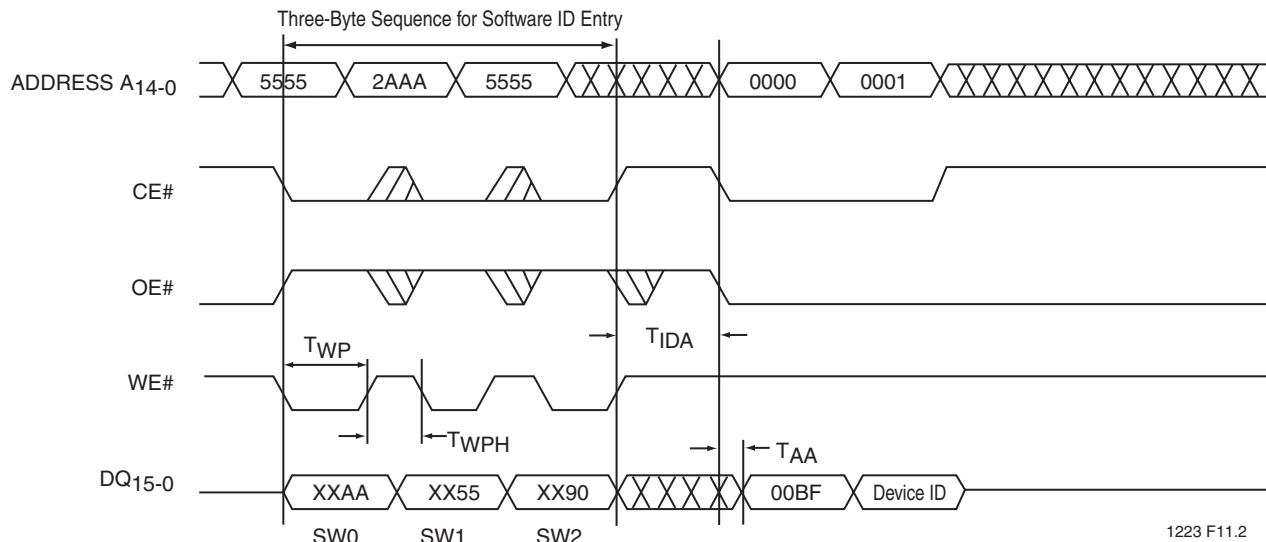 Three-Byte Sequence for Software ID Entry
ADDRESS A14-0 5555 2AAA 5555 0000 0001
CE#
OE#
TIDA
TWP
WE#
TWPH
TAA
DQ15-0 XXAA XX55 XX90 00BF Device ID
SW0 SW1 SW2
1223 F11.2